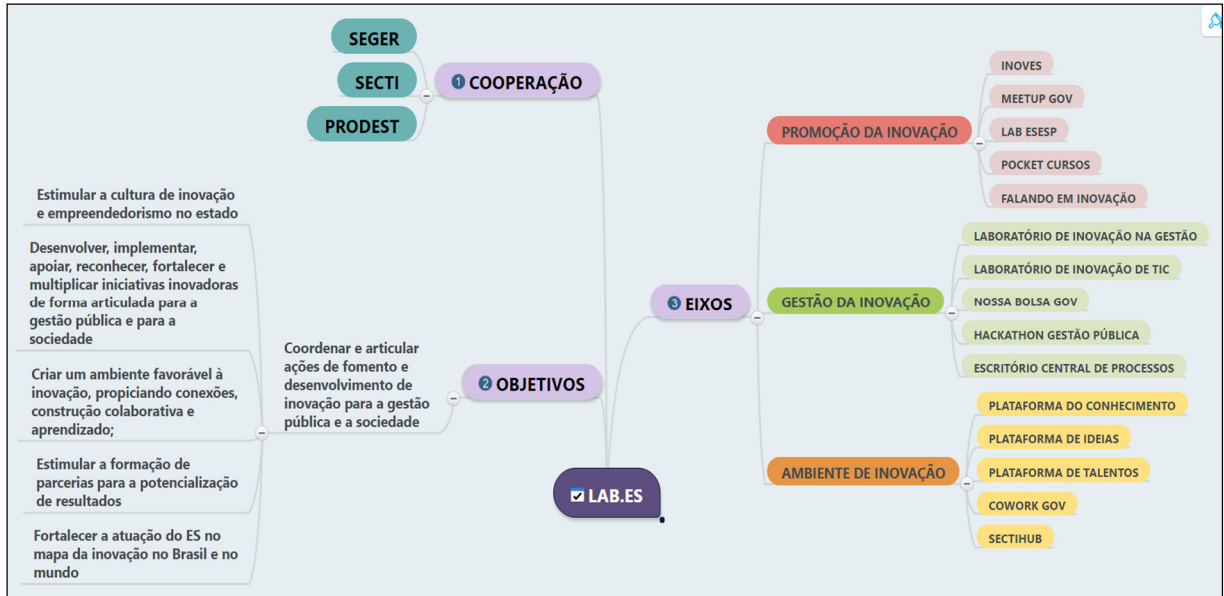 SEGER
SECTI
PRODEST
1 COOPERAÇÃO
Estimular a cultura de inovação
e empreendedorismo no estado
Desenvolver, implementar,
apoiar, reconhecer, fortalecer e
multiplicar iniciativas inovadoras
de forma articulada para a
gestão pública e para a
sociedade
Criar um ambiente favorável à
inovação, propiciando conexões,
construção colaborativa e
aprendizado;
Estimular a formação de
parcerias para a potencialização
de resultados
Fortalecer a atuação do ES no
mapa da inovação no Brasil e no
mundo
Coordenar e articular
ações de fomento e
desenvolvimento de
inovação para a gestão
pública e a sociedade
2 OBJETIVOS
LAB.ES
3 EIXOS
PROMOÇÃO DA INOVAÇÃO
INOVES
MEETUP GOV
LAB ESESP
POCKET CURSOS
FALANDO EM INOVAÇÃO
GESTÃO DA INOVAÇÃO
LABORATÓRIO DE INOVAÇÃO NA GESTÃO
LABORATÓRIO DE INOVAÇÃO DE TIC
NOSSA BOLSA GOV
HACKATHON GESTÃO PÚBLICA
ESCRITÓRIO CENTRAL DE PROCESSOS
AMBIENTE DE INOVAÇÃO
PLATAFORMA DO CONHECIMENTO
PLATAFORMA DE IDEIAS
PLATAFORMA DE TALENTOS
COWORK GOV
SECTIHUB